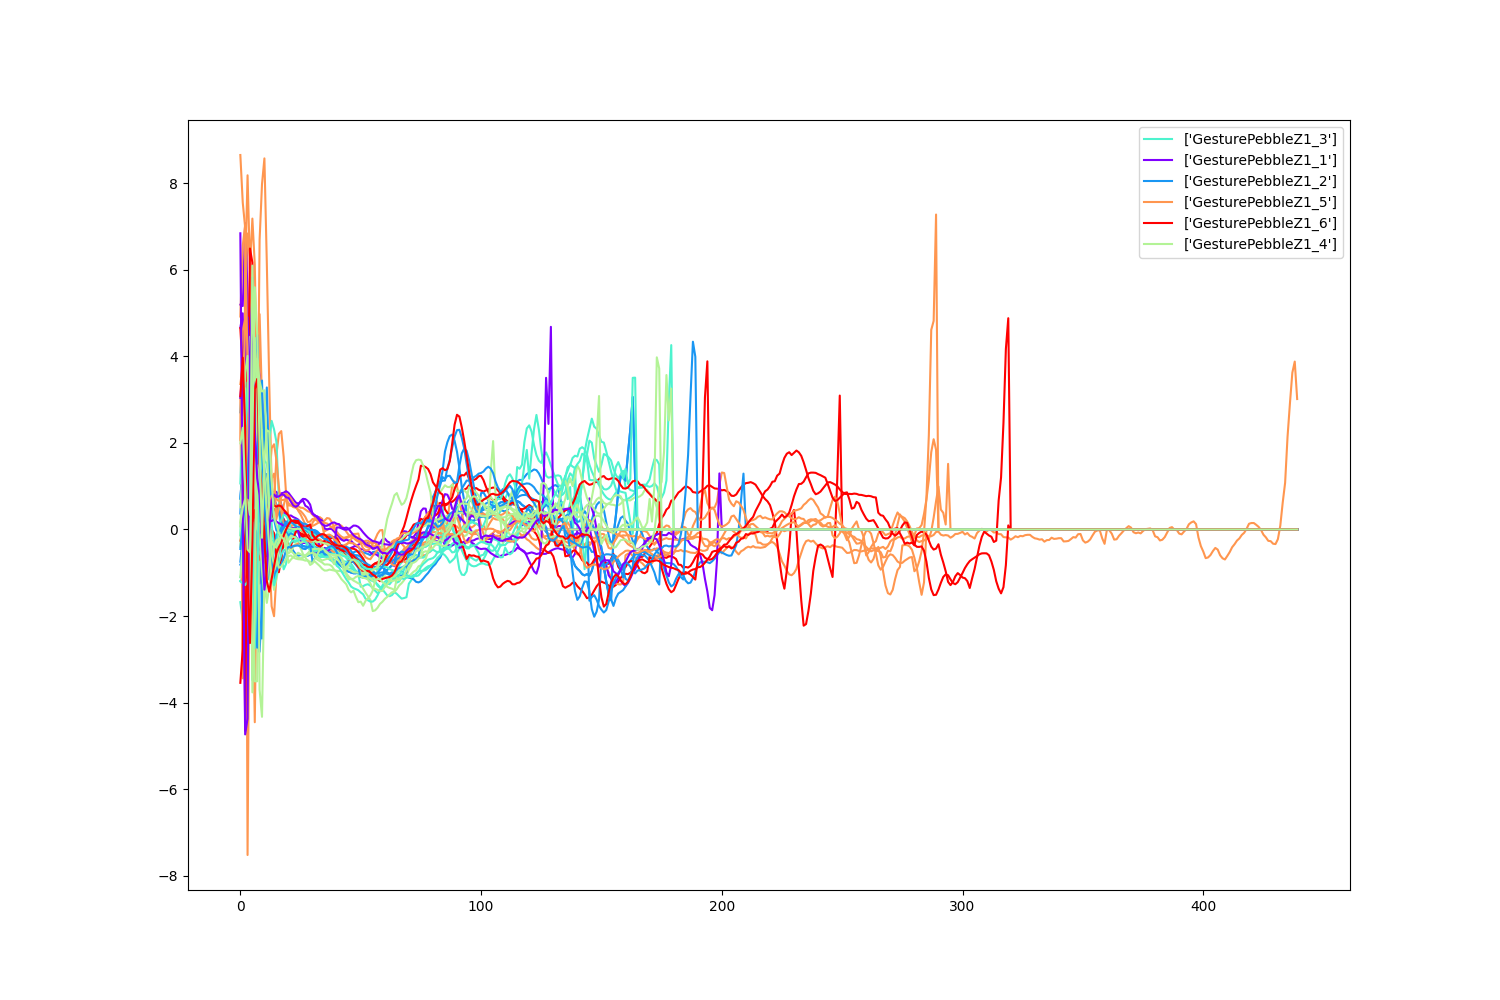 ['GesturePebbleZ1_3']
['GesturePebbleZ1_1']
['GesturePebbleZ1_2']
['GesturePebbleZ1_5']
['GesturePebbleZ1_6']
['GesturePebbleZ1_4']
8
6
4
2
0
−2
−4
−6
−8
0 100 200 300 400